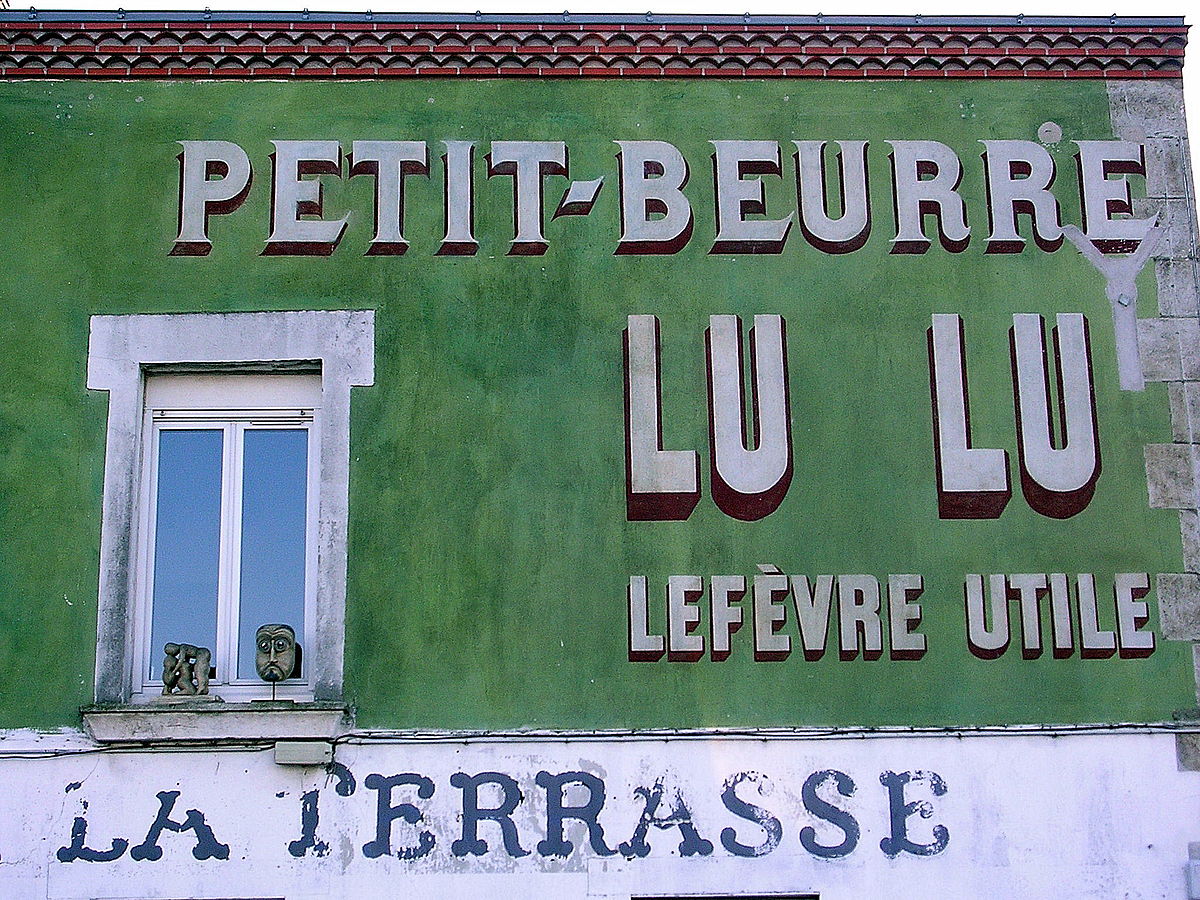 PETIT-BEURRE
LU LU
LEFÈVRE UTILE
LA TERRASSE